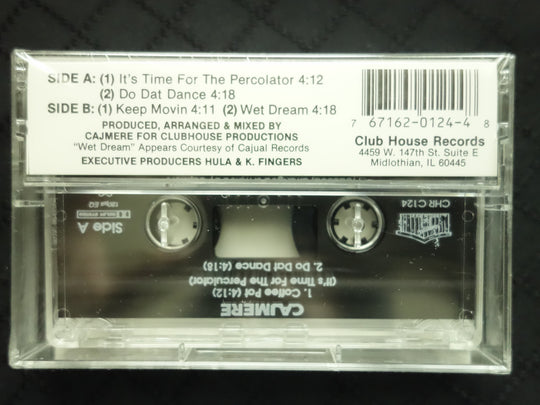 SIDE A: (1) It's Time For The Percolator 4:12
(2) Do Dat Dance 4:18
SIDE B: (1) Keep Movin 4:11 (2) Wet Dream 4:18
PRODUCED, ARRANGED & MIXED BY
CAJMERE FOR CLUBHOUSE PRODUCTIONS
"Wet Dream" Appears Courtesy of Cajual Records
EXECUTIVE PRODUCERS HULA & K. FINGERS
7 67162-0124-4 8
Club House Records
4459 W. 147th St. Suite E
Midlothian, IL 60445
CAJMERE
1. Coffee Pot (4:12)
(It's Time For The Perculator)
2. Do Dat Dance (4:18)
CHR C124
Side A